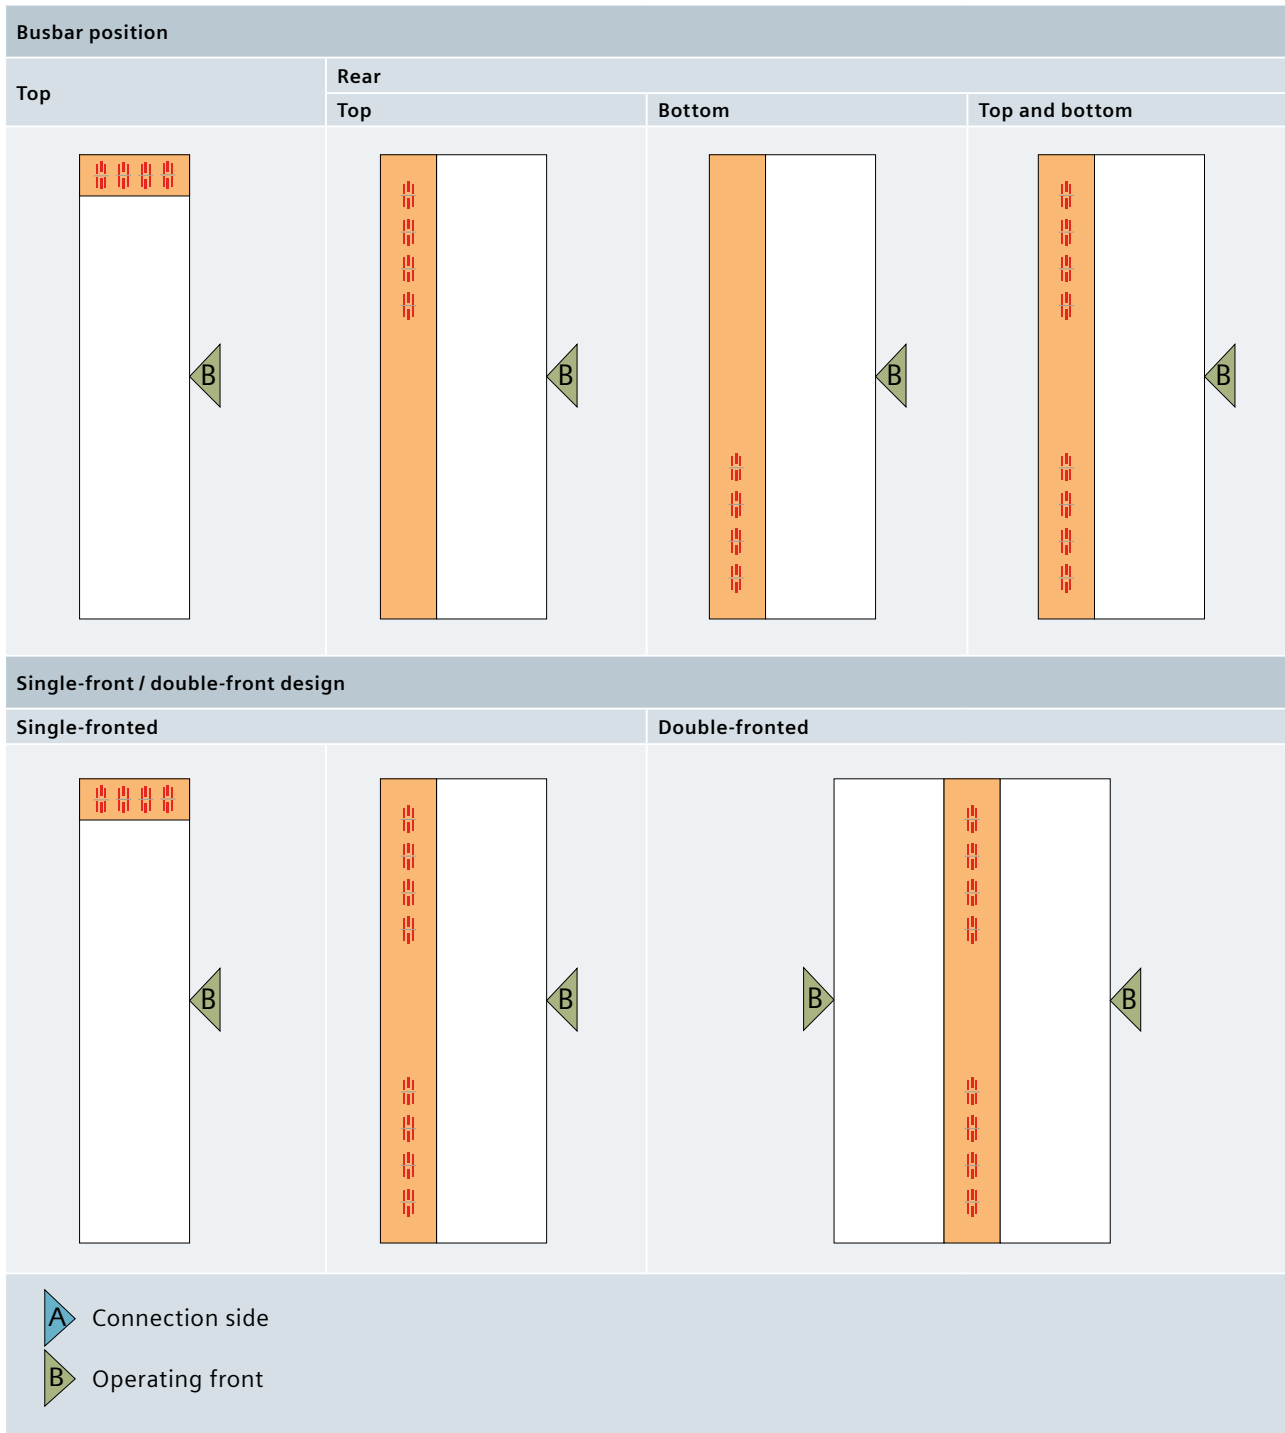 Busbar position
Top
Rear
Top
Bottom
Top and bottom
B
B
B
B
Single-front / double-front design
Single-fronted
Double-fronted
B
B
B
B
A Connection side
B Operating front